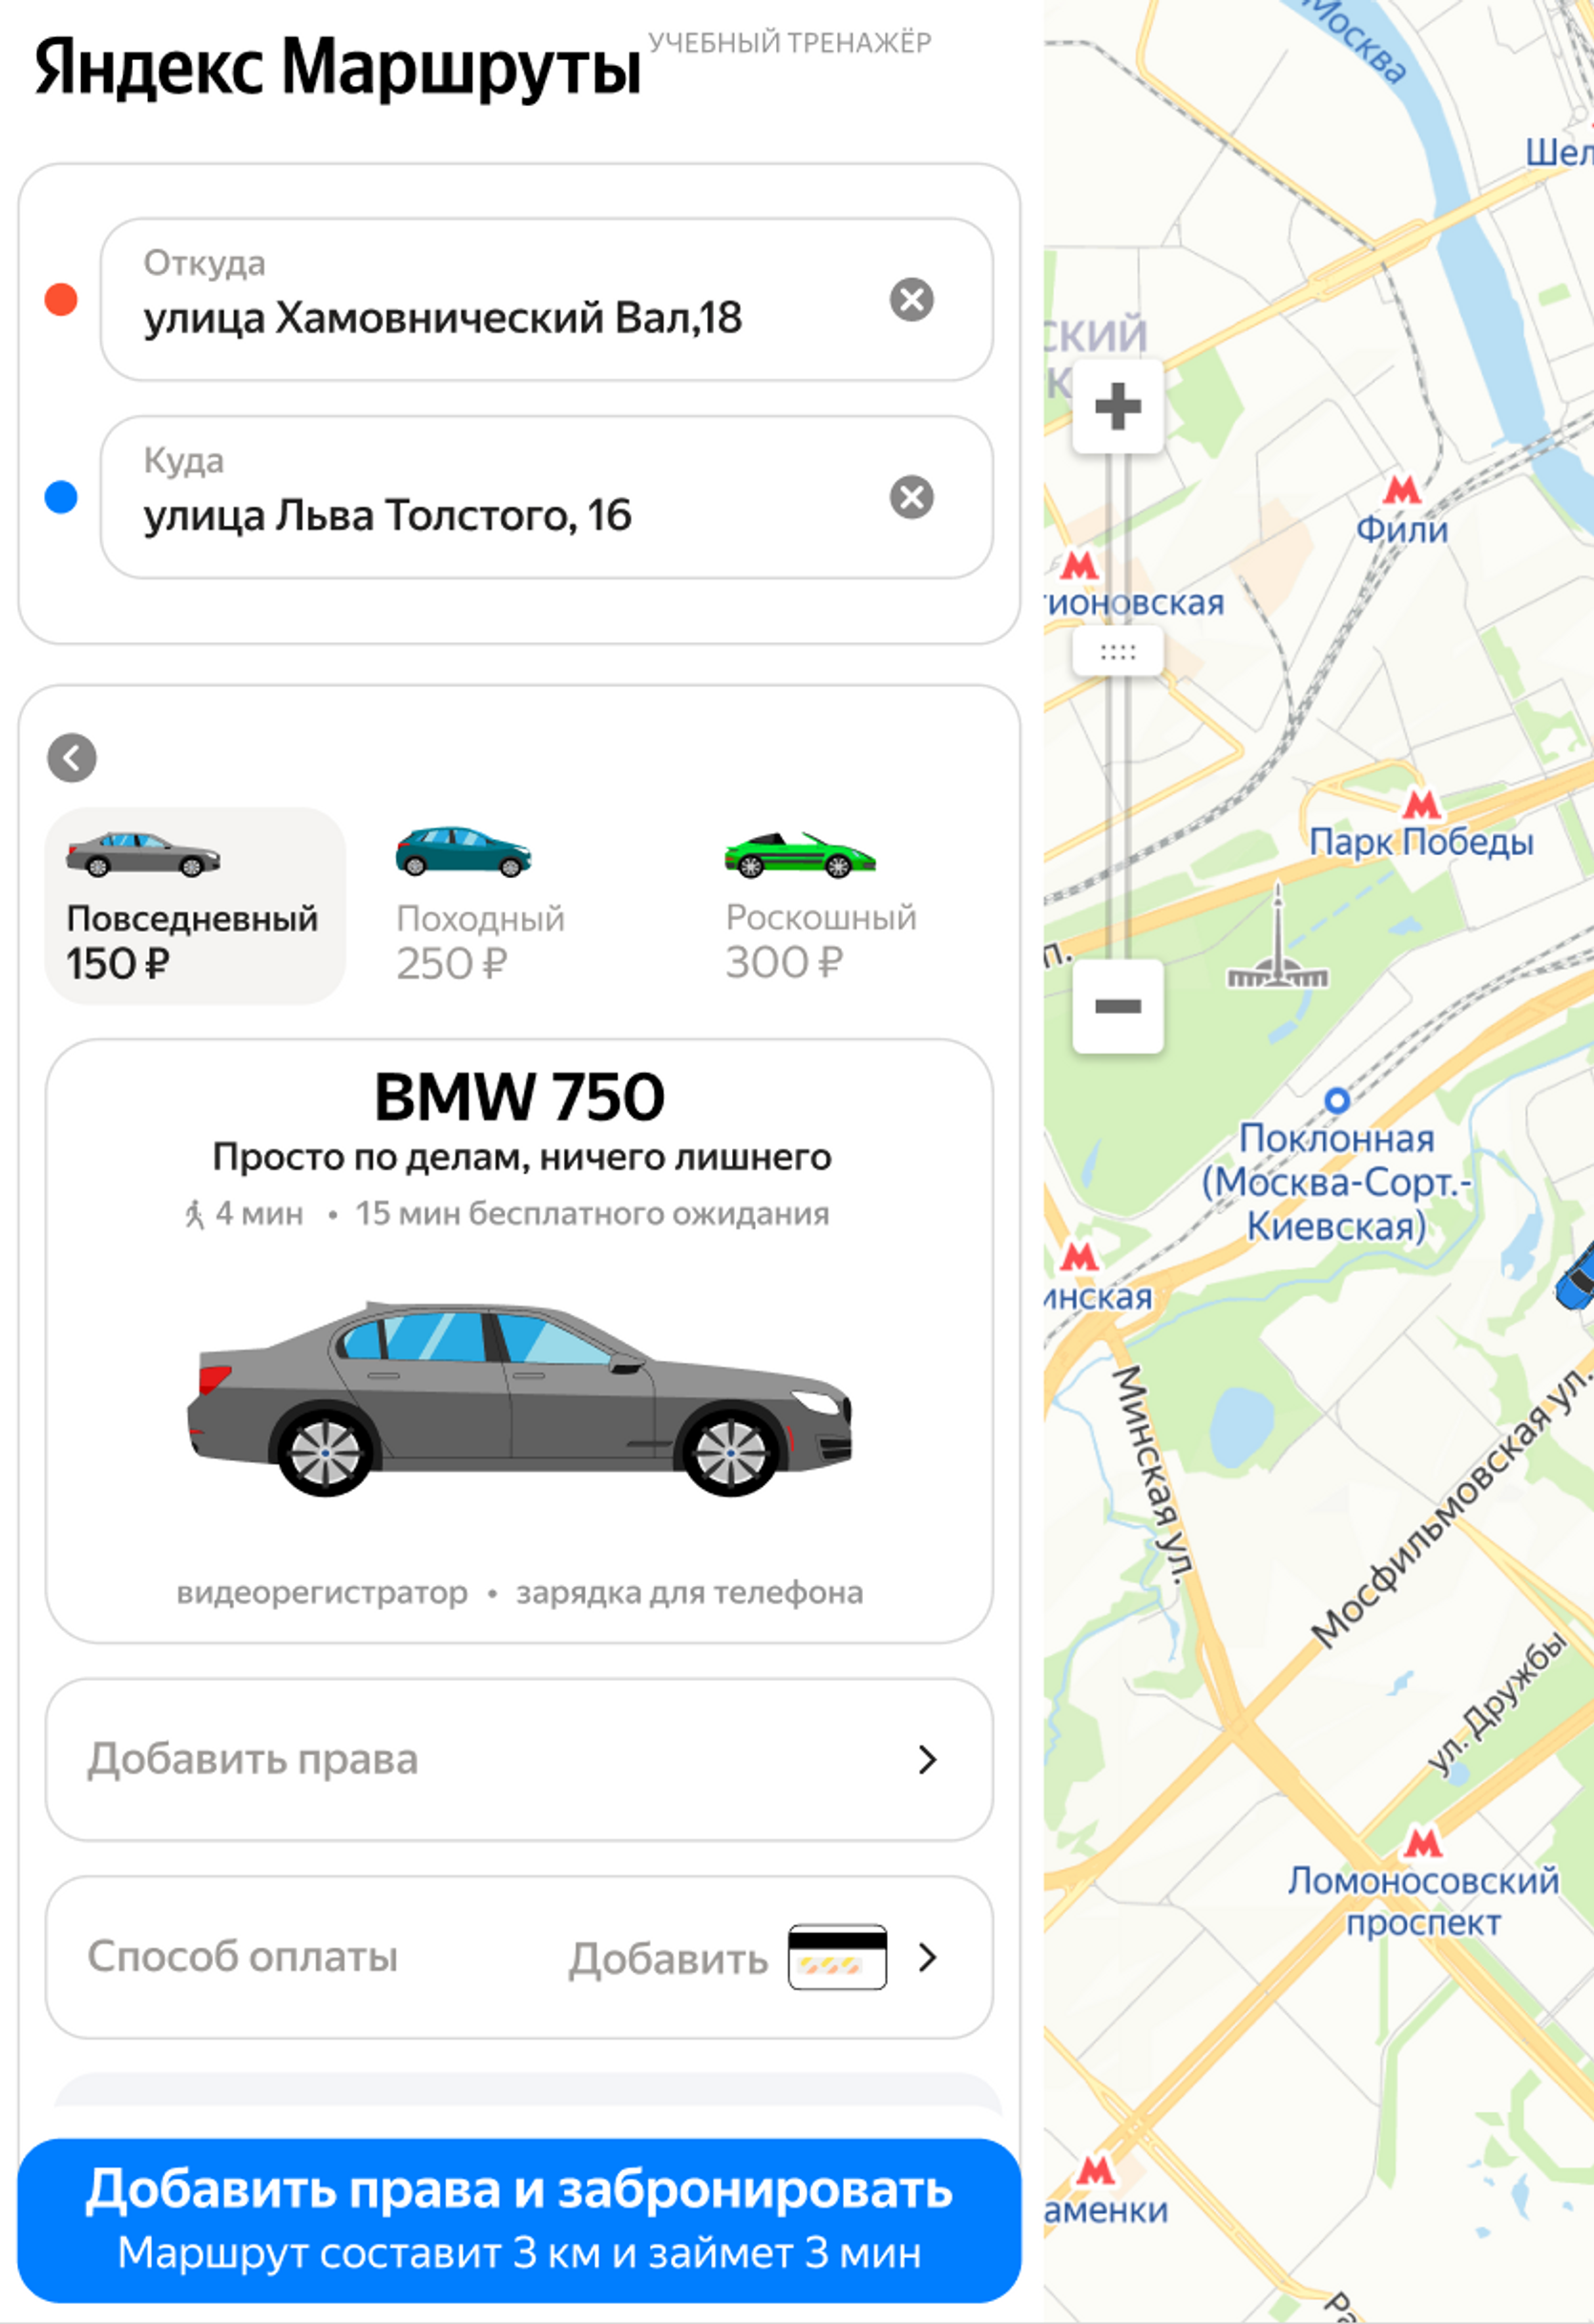 Яндекс Маршруты
УЧЕБНЫЙ ТРЕНАЖЁР
Откуда
улица Хамовнический Вал,18
Куда
улица Льва Толстого, 16
Повседневный
150 ₽
Походный
250 ₽
Роскошный
300 ₽
BMW 750
Просто по делам, ничего лишнего
4 мин • 15 мин бесплатного ожидания
видеорегистратор • зарядка для телефона
Добавить права
Способ оплаты
Добавить
Добавить права и забронировать
Маршрут составит 3 км и займет 3 мин
Москва
Шел
ский
к
Фили
тионовская
Парк Победы
п.
Поклонная
(Москва-Сорт.-
Киевская)
инская
Минская ул.
Мосфильмовская ул.
ул. Дружбы
Ломоносовский
проспект
аменки